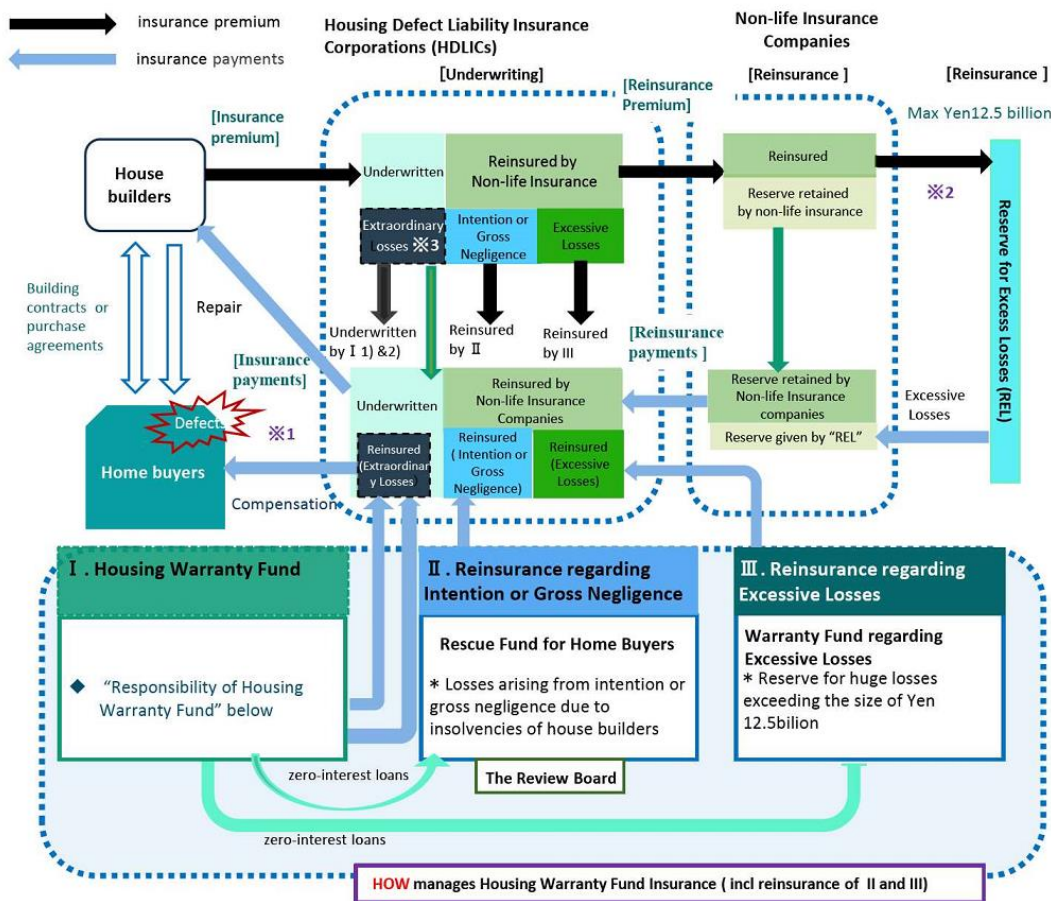 insurance premium
insurance payments
Housing Defect Liability Insurance
Corporations (HDLICs)
Non-life Insurance
Companies
[Underwriting]
[Reinsurance
Premium]
[Reinsurance ]
[Reinsurance ]
[Insurance
premium]
Max Yen12.5 billion
House
builders
Underwritten
Reinsured by
Non-life Insurance
Reinsured
※2
Reserve retained
by non-life insurance
Extraordinary
Losses ※3
Intention or
Gross
Negligence
Excessive
Losses
Reserve for Excess Losses (REL)
Building
contracts or
purchase
agreements
Repair
Underwritten
by Ⅰ 1) &2)
Reinsured
by Ⅱ
Reinsured
by III
[Reinsurance
payments ]
[Insurance
payments]
Underwritten
Reinsured by
Non-life Insurance
Companies
Reserve retained by
Non-life Insurance
companies
Reserve given by “REL”
Excessive
Losses
Defects
※1
Home buyers
Reinsured
(Extraordinar
y Losses)
Reinsured
( Intention or
Gross
Negligence)
Reinsured
(Excessive
Losses)
Compensation
Ⅰ . Housing Warranty Fund
Ⅱ . Reinsurance regarding
Intention or Gross Negligence
Ⅲ. Reinsurance regarding
Excessive Losses
◆ “Responsibility of Housing
Warranty Fund” below
Rescue Fund for Home Buyers
* Losses arising from intention or
gross negligence due to
insolvencies of house builders
Warranty Fund regarding
Excessive Losses
* Reserve for huge losses
exceeding the size of Yen
12.5bilion
zero-interest loans
The Review Board
zero-interest loans
HOW manages Housing Warranty Fund Insurance ( incl reinsurance of II and III)